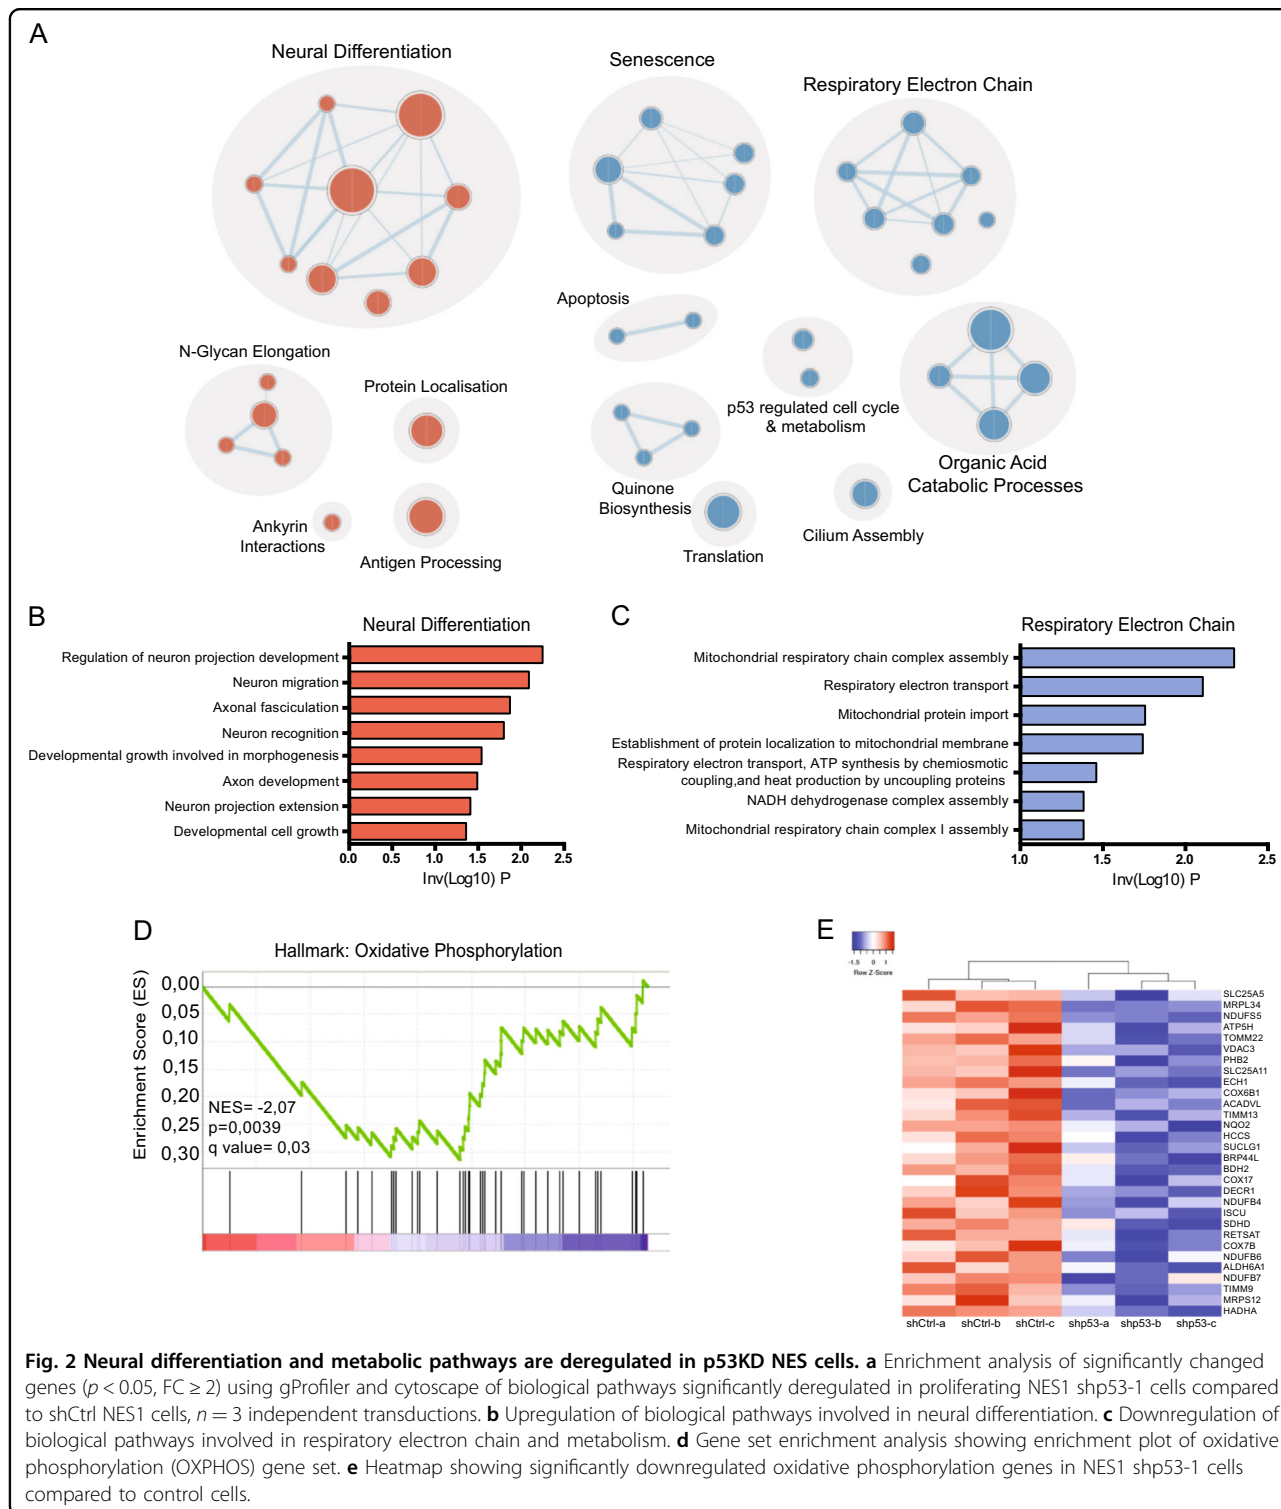 A
Neural Differentiation
Senescence
Respiratory Electron Chain
Apoptosis
N-Glycan Elongation
Protein Localisation
p53 regulated cell cycle
& metabolism
Organic Acid
Catabolic Processes
Quinone
Biosynthesis
Ankyrin
Interactions
Antigen Processing
Translation
Cilium Assembly
B
Neural Differentiation
Regulation of neuron projection development
Neuron migration
Axonal fasciculation
Neuron recognition
Developmental growth involved in morphogenesis
Axon development
Neuron projection extension
Developmental cell growth
0.0 0.5 1.0 1.5 2.0 2.5
Inv(Log10) P
C
Respiratory Electron Chain
Mitochondrial respiratory chain complex assembly
Respiratory electron transport
Mitochondrial protein import
Establishment of protein localization to mitochondrial membrane
Respiratory electron transport, ATP synthesis by chemiosmotic
coupling,and heat production by uncoupling proteins
NADH dehydrogenase complex assembly
Mitochondrial respiratory chain complex I assembly
1.0 1.5 2.0 2.5
Inv(Log10) P
D
Hallmark: Oxidative Phosphorylation
Enrichment Score (ES)
0,00
0,05
0,10
0,15
0,20
0,25
0,30
NES= -2,07
p=0,0039
q value= 0,03
E
-1.5 0 1
Row Z-Score
SLC25A5
MRPL34
NDUFS5
ATP5H
TOMM22
VDAC3
PHB2
SLC25A11
ECH1
COX6B1
ACADVL
TIMM13
NQO2
HCCS
SUCLG1
BRP44L
BDH2
COX17
DECR1
NDUFB4
ISCU
SDHD
RETSAT
COX7B
NDUFB6
ALDH6A1
NDUFB7
TIMM9
MRPS12
HADHA
shCtrl-a shCtrl-b shCtrl-c shp53-a shp53-b shp53-c
Fig. 2 Neural differentiation and metabolic pathways are deregulated in p53KD NES cells. a Enrichment analysis of significantly changed
genes (p < 0.05, FC ≥ 2) using gProfiler and cytoscape of biological pathways significantly deregulated in proliferating NES1 shp53-1 cells compared
to shCtrl NES1 cells, n = 3 independent transductions. b Upregulation of biological pathways involved in neural differentiation. c Downregulation of
biological pathways involved in respiratory electron chain and metabolism. d Gene set enrichment analysis showing enrichment plot of oxidative
phosphorylation (OXPHOS) gene set. e Heatmap showing significantly downregulated oxidative phosphorylation genes in NES1 shp53-1 cells
compared to control cells.